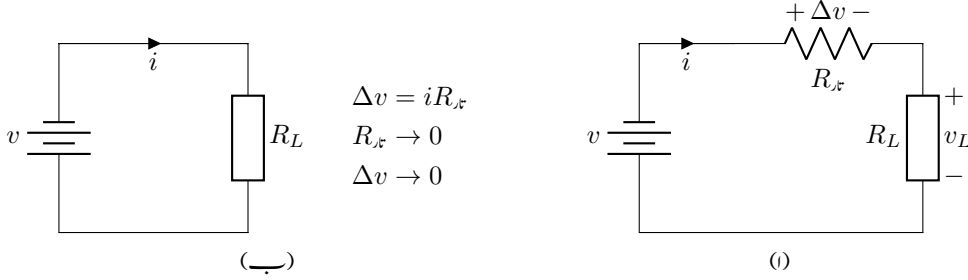 i
v
R_L
Δv = iR
R → 0
Δv → 0
(ب)
+ Δv −
i
R
v
R_L
+
v_L
−
(ا)